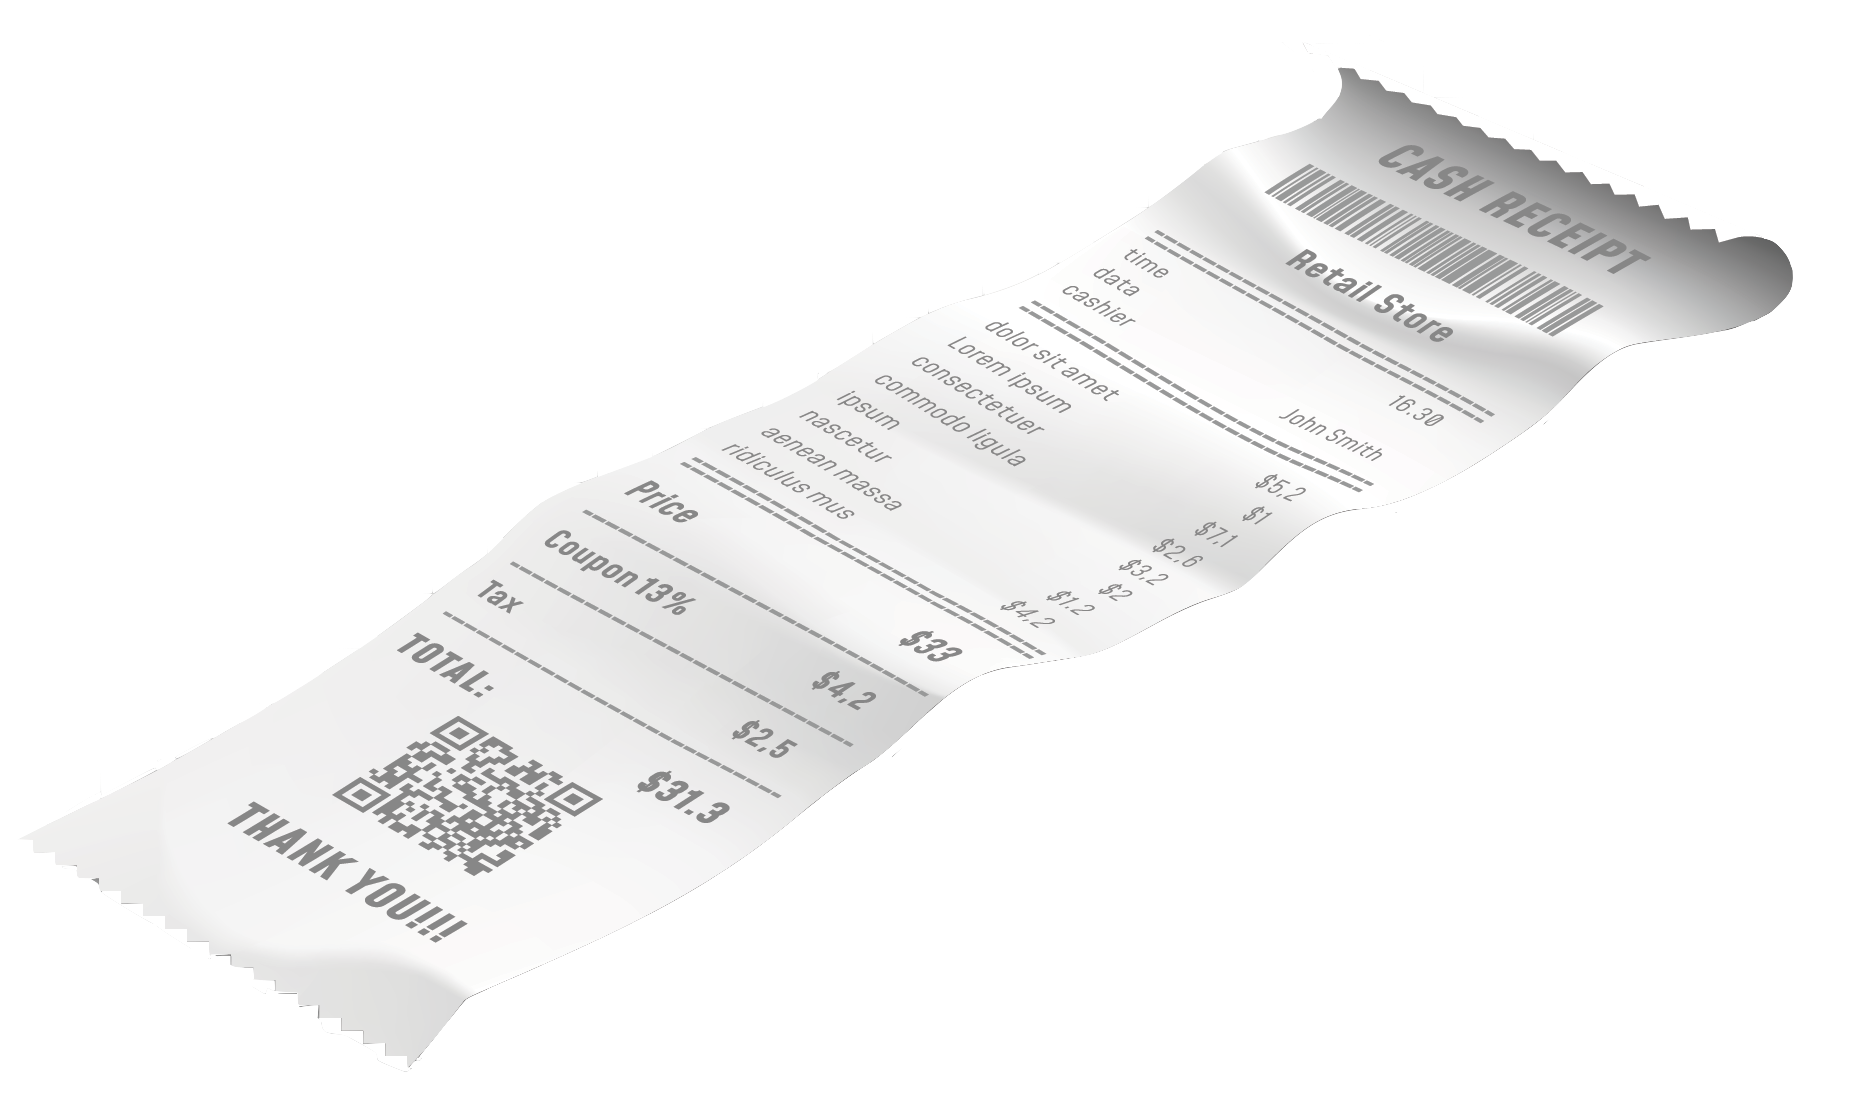 CASH RECEIPT
Retail Store
time 16.30
data
cashier John Smith
dolor sit amet $5,2
Lorem ipsum $1
consectetuer $7,1
commodo ligula $2,6
ipsum $3,2
nascetur $2
aenean massa $1.2
ridiculus mus $4,2
Price $33
Coupon 13% $4,2
Tax $2,5
TOTAL: $31.3
THANK YOU!!!